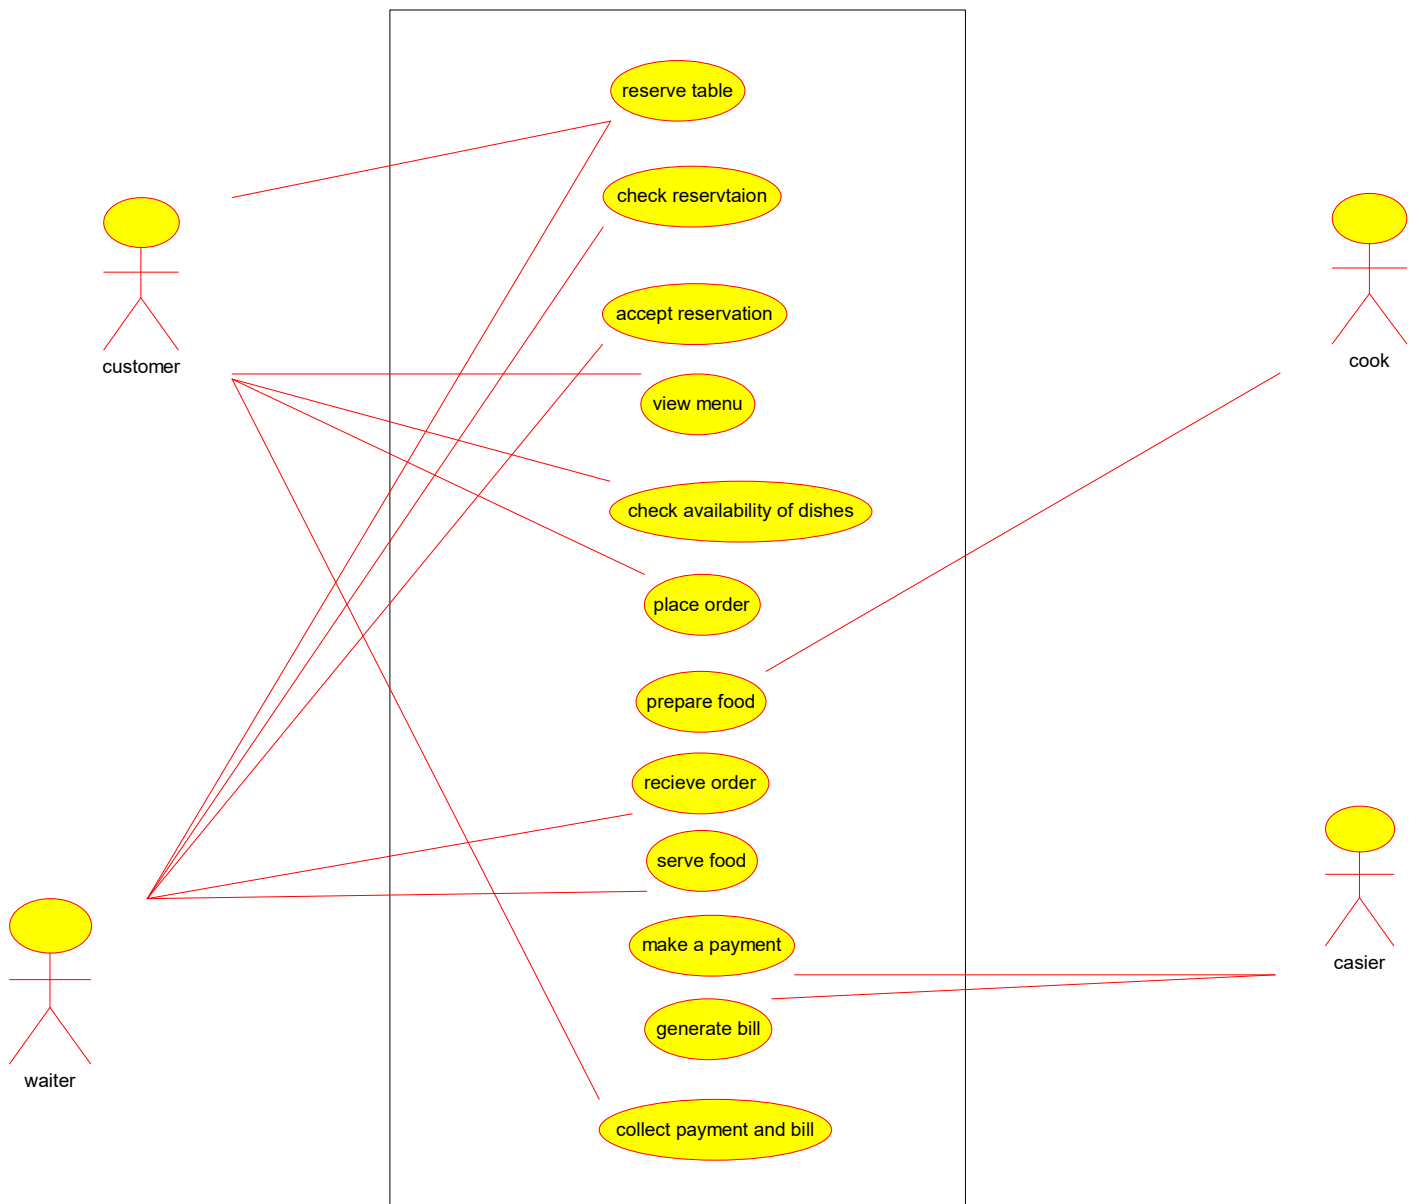 reserve table
check reservtaion
accept reservation
customer
cook
view menu
check availability of dishes
place order
prepare food
recieve order
serve food
make a payment
casier
generate bill
waiter
collect payment and bill